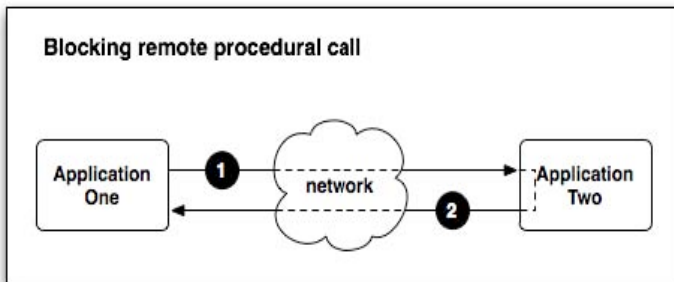 Blocking remote procedural call
1
Application
One
network
Application
Two
2